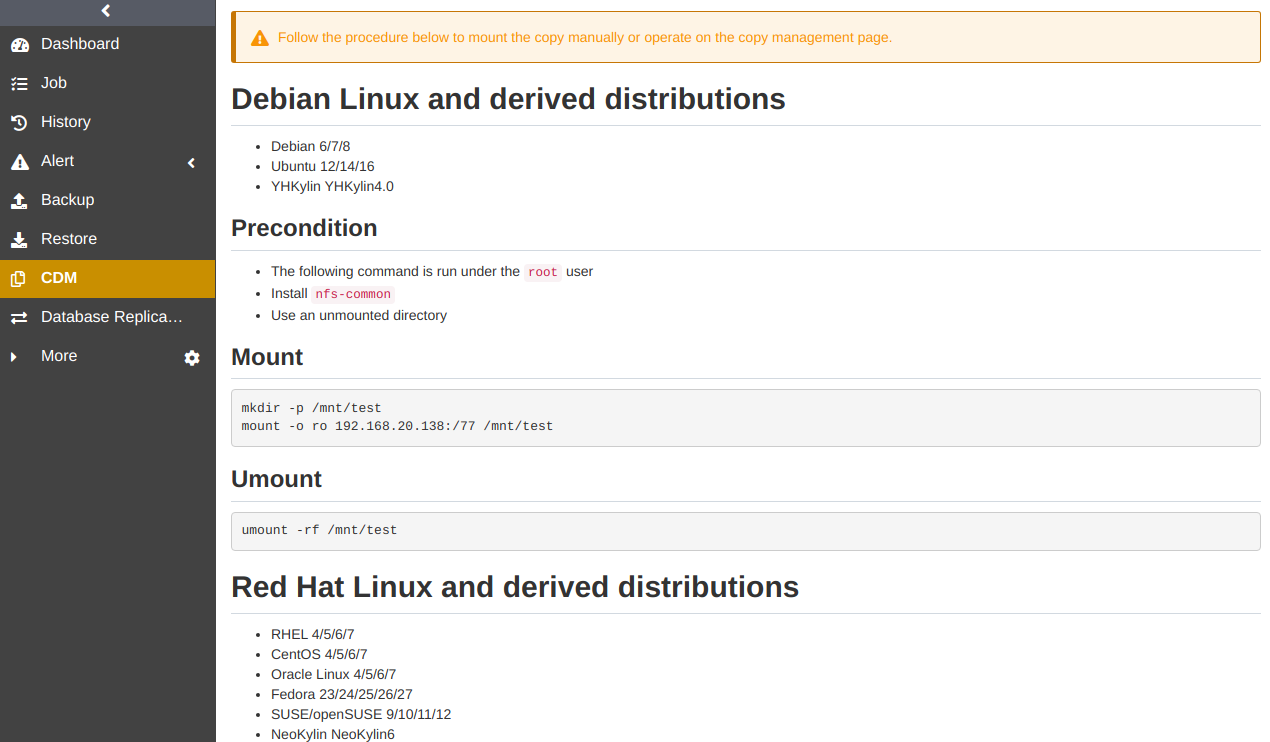 Dashboard
Job
History
Alert
Backup
Restore
CDM
Database Replica…
More
Follow the procedure below to mount the copy manually or operate on the copy management page.
Debian Linux and derived distributions
Debian 6/7/8
Ubuntu 12/14/16
YHKylin YHKylin4.0
Precondition
The following command is run under the root user
Install nfs-common
Use an unmounted directory
Mount
mkdir -p /mnt/test
mount -o ro 192.168.20.138:/77 /mnt/test
Umount
umount -rf /mnt/test
Red Hat Linux and derived distributions
RHEL 4/5/6/7
CentOS 4/5/6/7
Oracle Linux 4/5/6/7
Fedora 23/24/25/26/27
SUSE/openSUSE 9/10/11/12
NeoKylin NeoKylin6